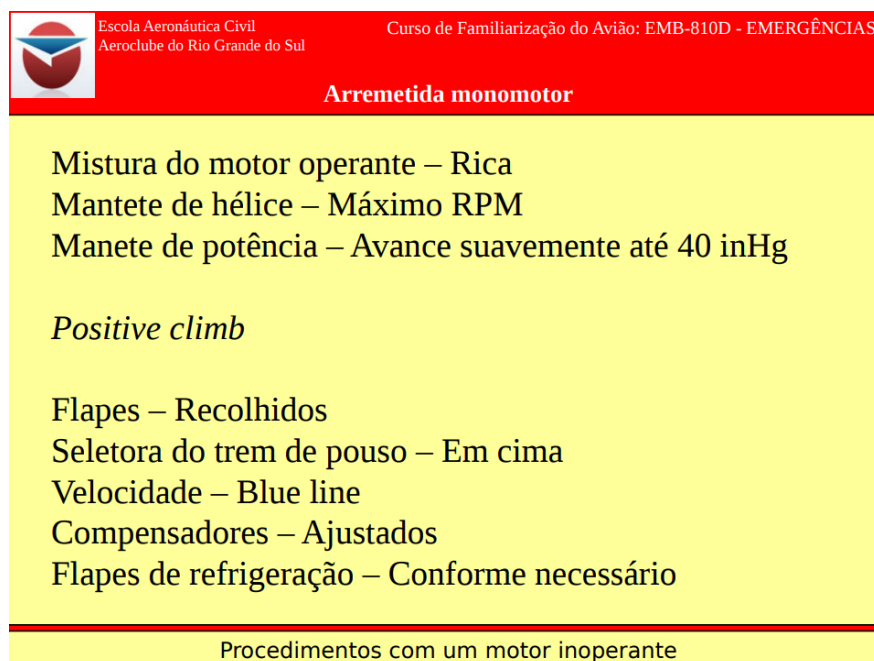 Escola Aeronáutica Civil
Aeroclube do Rio Grande do Sul
Curso de Familiarização do Avião: EMB-810D - EMERGÊNCIAS
Arremetida monomotor
Mistura do motor operante – Rica
Mantete de hélice – Máximo RPM
Manete de potência – Avance suavemente até 40 inHg
Positive climb
Flapes – Recolhidos
Seletora do trem de pouso – Em cima
Velocidade – Blue line
Compensadores – Ajustados
Flapes de refrigeração – Conforme necessário
Procedimentos com um motor inoperante